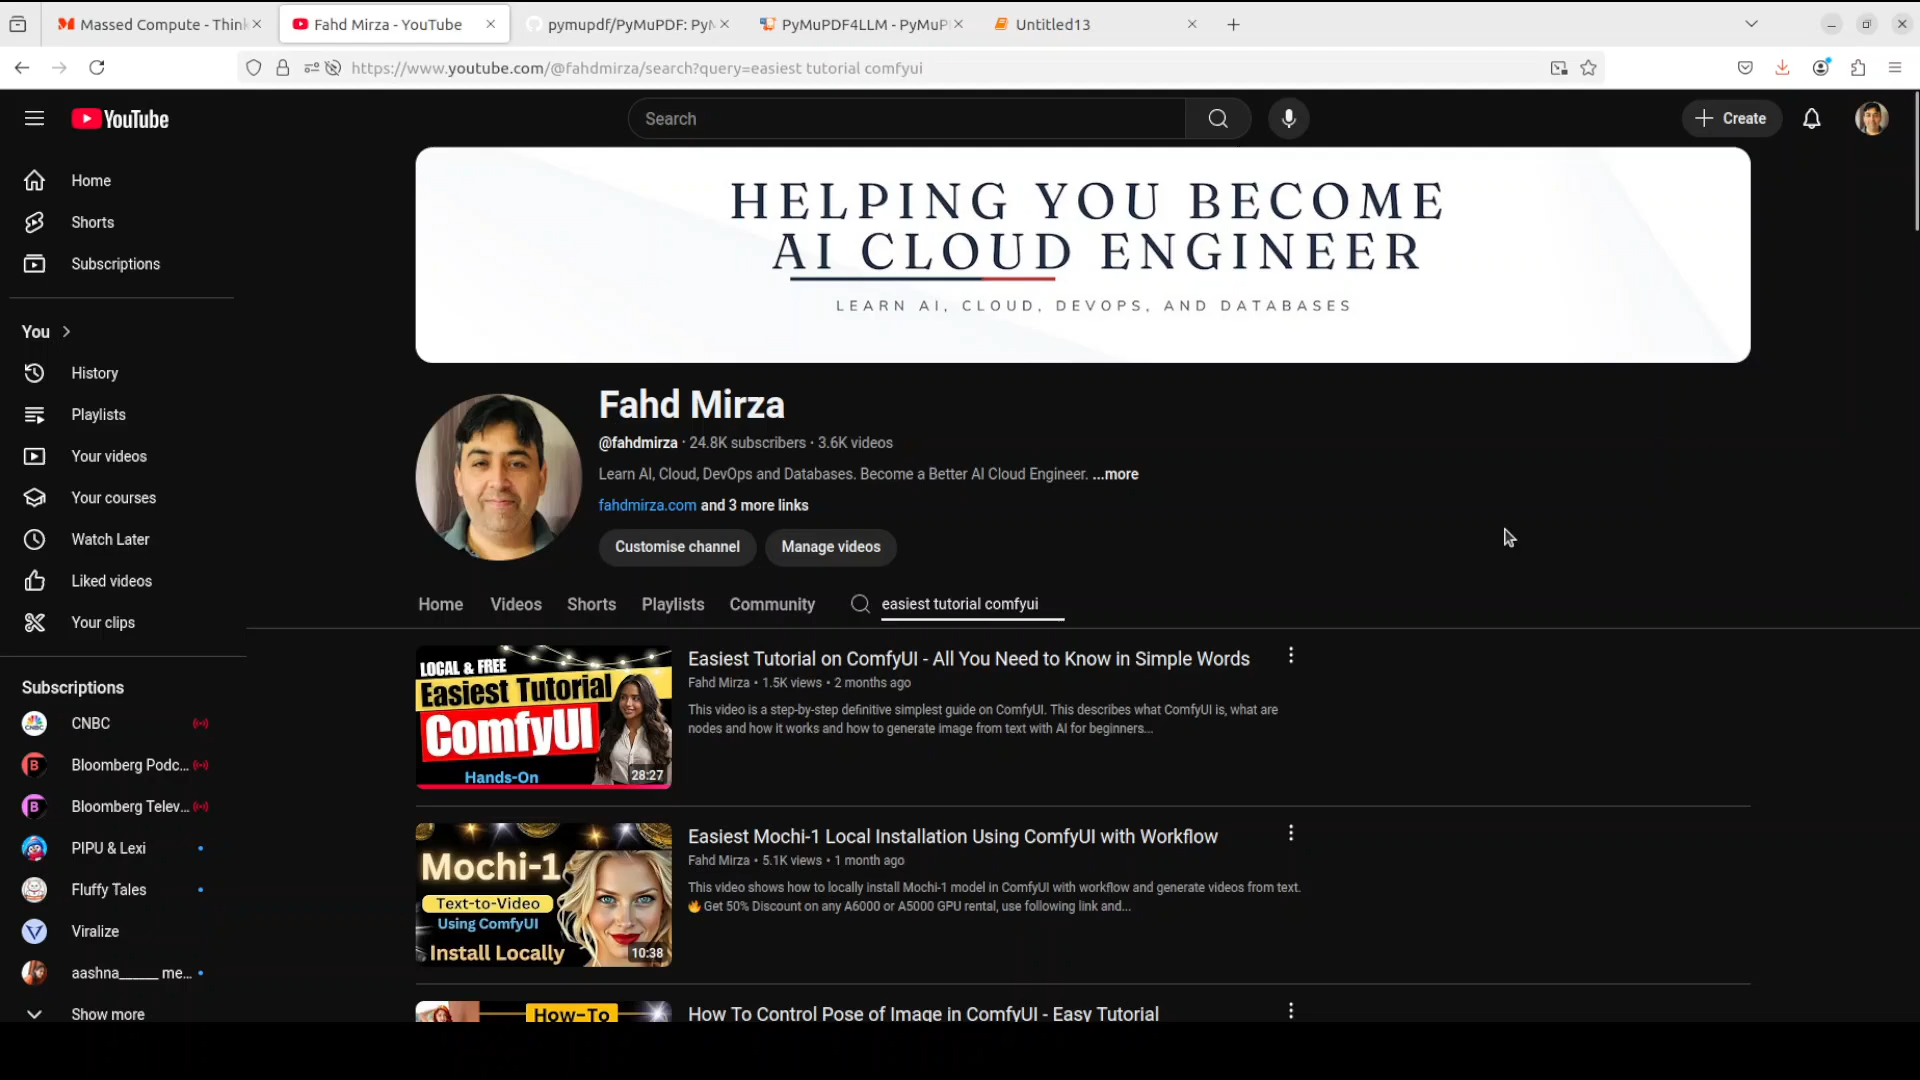 Massed Compute - Think
Fahd Mirza - YouTube
pymupdf/PyMuPDF: PyM
PyMuPDF4LLM - PyMuP
Untitled13
https://www.youtube.com/@fahdmirza/search?query=easiest tutorial comfyui
YouTube
Search
Create
Home
Shorts
Subscriptions
You
History
Playlists
Your videos
Your courses
Watch Later
Liked videos
Your clips
Subscriptions
CNBC
Bloomberg Podc...
Bloomberg Telev...
PIPU & Lexi
Fluffy Tales
Viralize
aashna_____ me...
Show more
HELPING YOU BECOME
AI CLOUD ENGINEER
LEARN AI, CLOUD, DEVOPS, AND DATABASES
Fahd Mirza
@fahdmirza · 24.8K subscribers · 3.6K videos
Learn AI, Cloud, DevOps and Databases. Become a Better AI Cloud Engineer. ...more
fahdmirza.com and 3 more links
Customise channel
Manage videos
Home
Videos
Shorts
Playlists
Community
easiest tutorial comfyui
LOCAL & FREE
Easiest Tutorial
ComfyUI
Hands-On
28:27
Easiest Tutorial on ComfyUI - All You Need to Know in Simple Words
Fahd Mirza • 1.5K views • 2 months ago
This video is a step-by-step definitive simplest guide on ComfyUI. This describes what ComfyUI is, what are
nodes and how it works and how to generate image from text with AI for beginners...
Mochi-1
Text-to-Video
Using ComfyUI
Install Locally
10:38
Easiest Mochi-1 Local Installation Using ComfyUI with Workflow
Fahd Mirza • 5.1K views • 1 month ago
This video shows how to locally install Mochi-1 model in ComfyUI with workflow and generate videos from text.
🔥 Get 50% Discount on any A6000 or A5000 GPU rental, use following link and...
How-To
How To Control Pose of Image in ComfyUI - Easy Tutorial